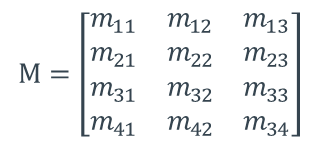 m₁₁ m₁₂ m₁₃
m₂₁ m₂₂ m₂₃
M = m₃₁ m₃₂ m₃₃
m₄₁ m₄₂ m₃₄